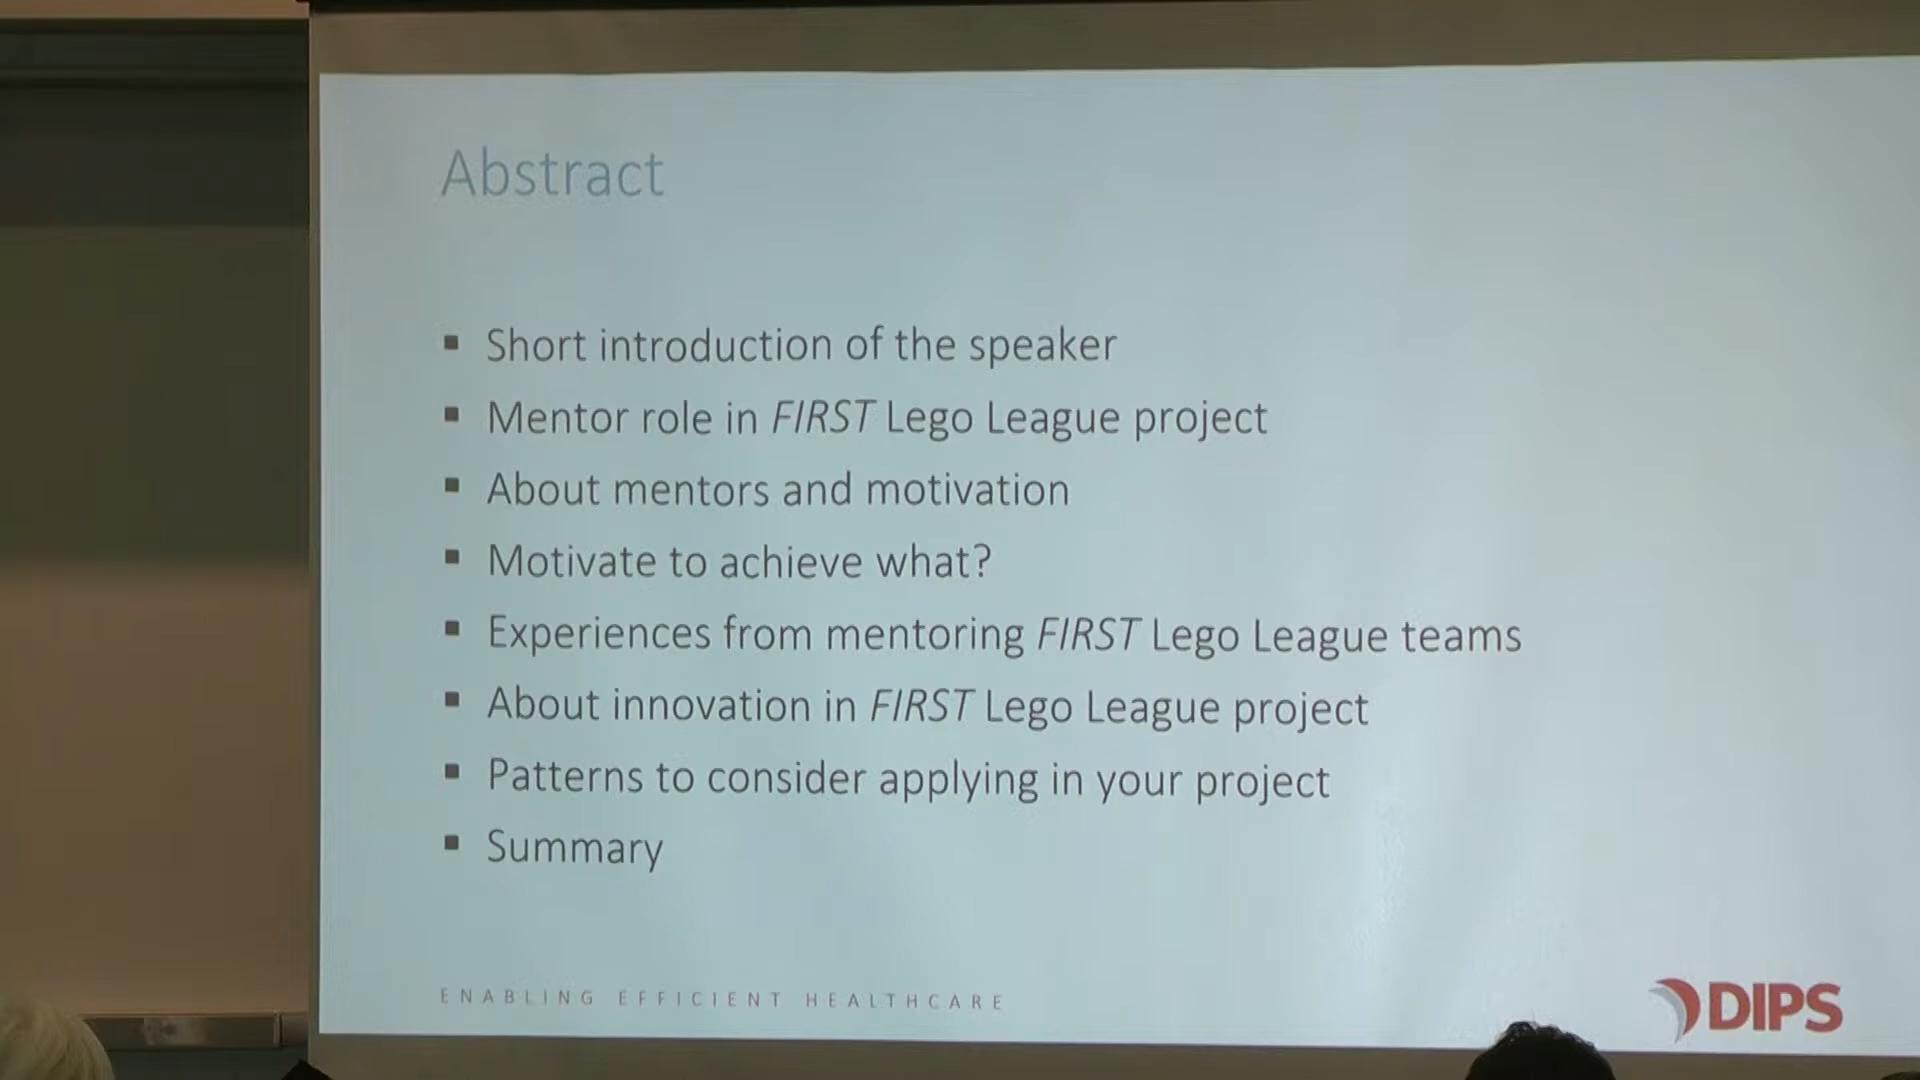 Abstract
▪ Short introduction of the speaker
▪ Mentor role in FIRST Lego League project
▪ About mentors and motivation
▪ Motivate to achieve what?
▪ Experiences from mentoring FIRST Lego League teams
▪ About innovation in FIRST Lego League project
▪ Patterns to consider applying in your project
▪ Summary
ENABLING EFFICIENT HEALTHCARE
DIPS